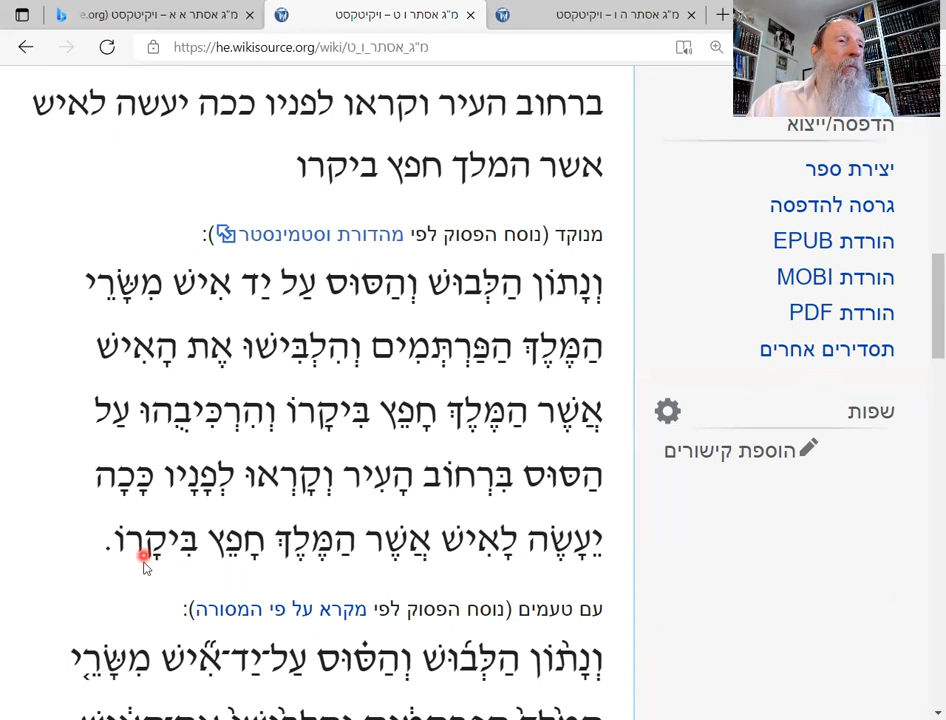 מ"ג אסתר א א – ויקיטקסט (e.org
מ"ג אסתר ו ט – ויקיטקסט
מ"ג אסתר ה ו – ויקיטקסט
https://he.wikisource.org/wiki/מ"ג_אסתר_ו_ט
ברחוב העיר וקראו לפניו ככה יעשה לאיש
אשר המלך חפץ ביקרו
מנוקד (נוסח הפסוק לפי מהדורת וסטמינסטר):
וְנָתוֹן הַלְּבוּשׁ וְהַסּוּס עַל יַד אִישׁ מִשָּׂרֵי
הַמֶּלֶךְ הַפַּרְתְּמִים וְהִלְבִּישׁוּ אֶת הָאִישׁ
אֲשֶׁר הַמֶּלֶךְ חָפֵץ בִּיקָרוֹ וְהִרְכִּיבֻהוּ עַל
הַסּוּס בִּרְחוֹב הָעִיר וְקָרְאוּ לְפָנָיו כָּכָה
יֵעָשֶׂה לָאִישׁ אֲשֶׁר הַמֶּלֶךְ חָפֵץ בִּיקָרוֹ.
עם טעמים (נוסח הפסוק לפי מקרא על פי המסורה):
וְנָת֨וֹן הַלְּב֜וּשׁ וְהַסּ֗וּס עַל־יַד־אִ֞ישׁ מִשָּׂרֵ֤י
הדפסה/ייצוא
יצירת ספר
גרסה להדפסה
הורדת EPUB
הורדת MOBI
הורדת PDF
תסדירים אחרים
שפות
הוספת קישורים